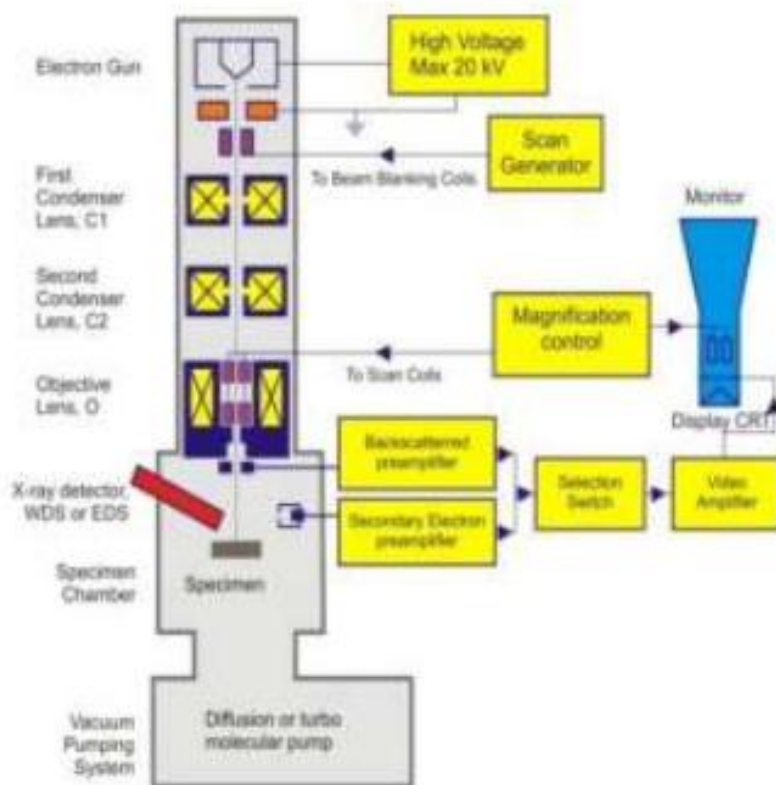 Electron Gun
High Voltage
Max 20 kV
Scan
Generator
To Beam Blanking Coils
First
Condenser
Lens, C1
Monitor
Second
Condenser
Lens, C2
Magnification
control
To Scan Coils
Objective
Lens, O
Display CRT
Backscatterred
preamplifier
Selection
Switch
Video
Amplifier
X-ray detector,
WDS or EDS
Secondary Electron
preamplifier
Specimen
Chamber
Specimen
Vacuum
Pumping
System
Diffusion or turbo
molecular pump